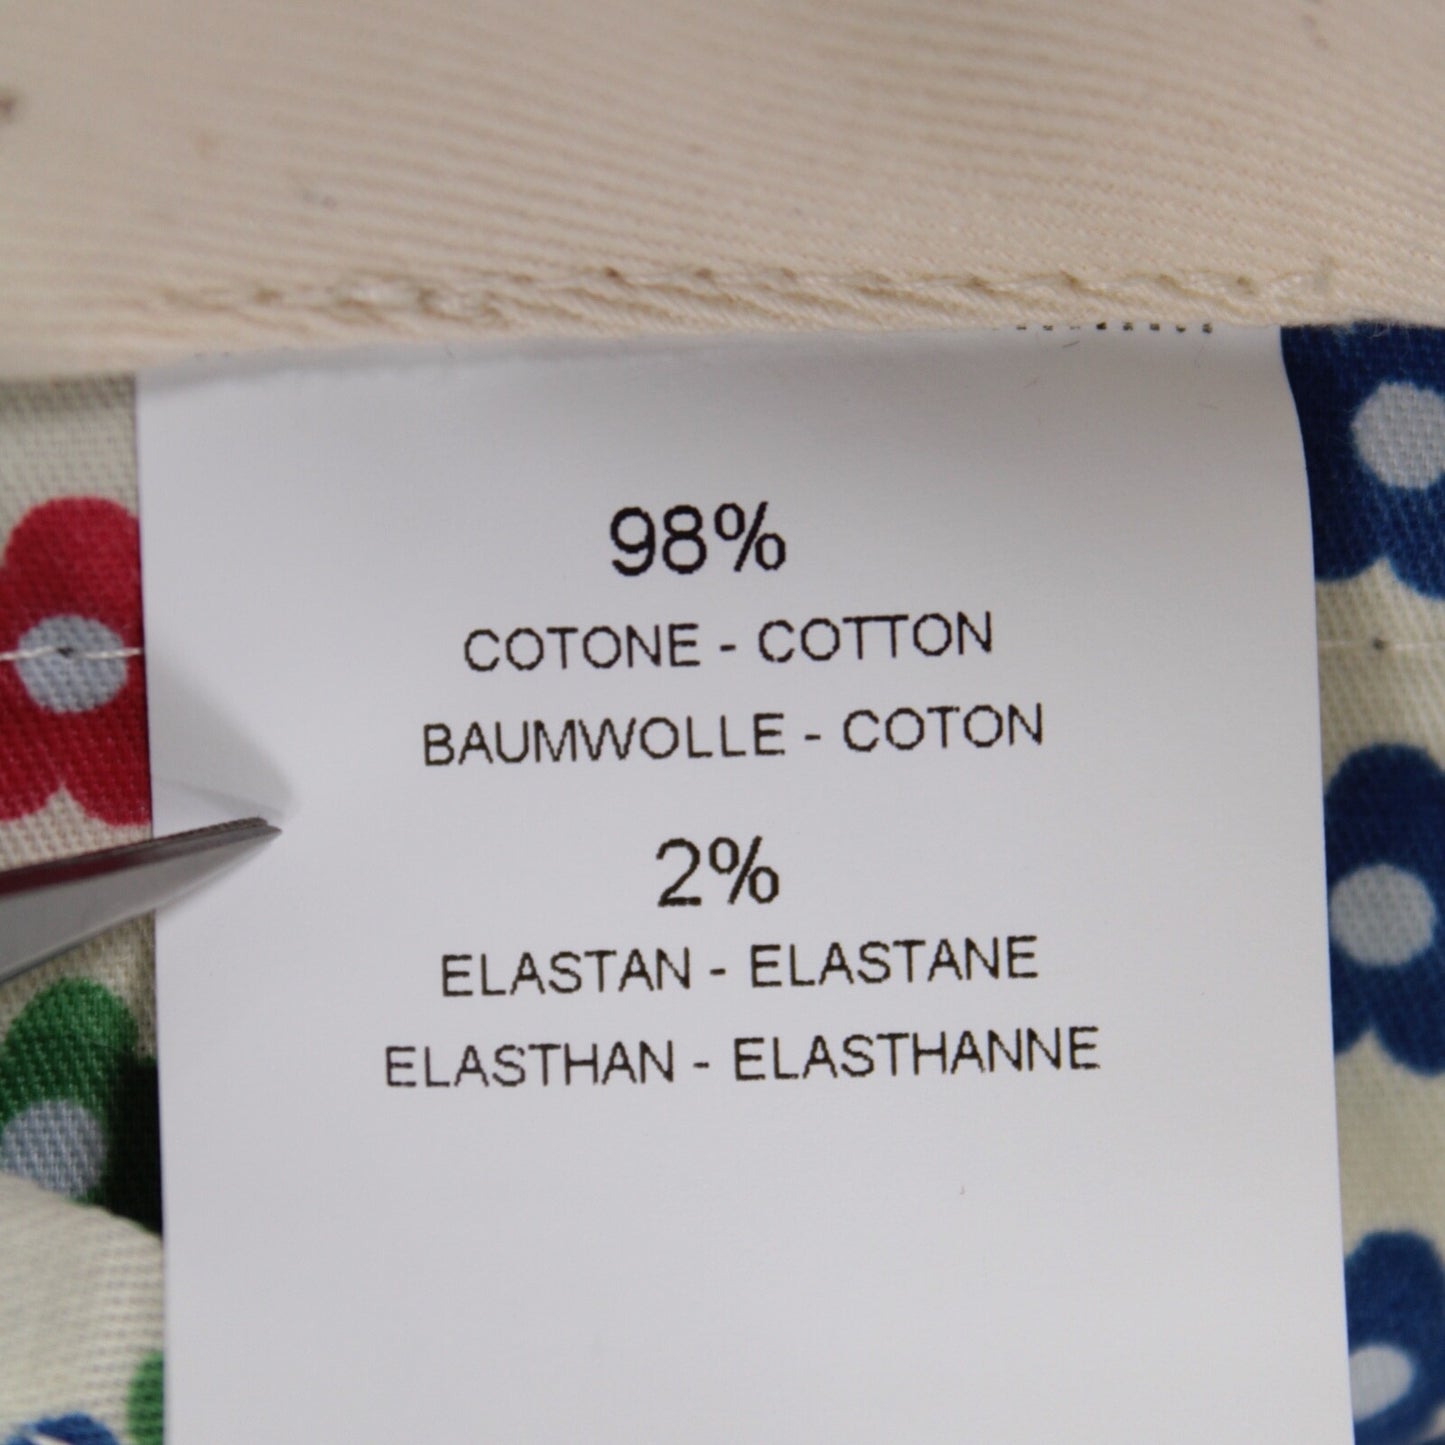 98%
COTONE - COTTON
BAUMWOLLE - COTON
2%
ELASTAN - ELASTANE
ELASTHAN - ELASTHANNE